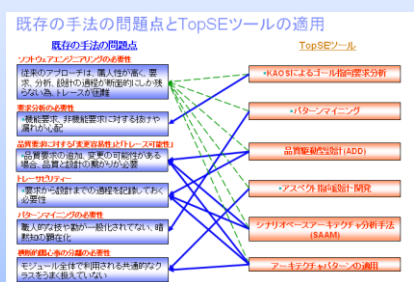 既存の手法の問題点とTopSEツールの適用
既存の手法の問題点
ソフトウェアエンジニアリングの必要性
従来のアプローチは、属人性が高く、要
求、分析、設計の過程が断面的にしか残
らない為、トレースが困難
要求分析の必要性
・機能要求、非機能要求に対する抜けや
漏れが心配
品質要求に対する「変更容易性」と「トレース可能性」
・品質要求の追加、変更の可能性がある
場合、品質と設計の繋がりが必要
トレーサビリティー
・要求から設計までの過程を記録しておく
必要性
パターンマイニングの必要性
職人的な技や勘が一般化されてない、暗
黙知の顕在化
横断的関心事の分離の必要性
モジュール全体で利用される共通的なク
ラスをうまく扱えていない
TopSEツール
・KAOSによるゴール指向要求分析
・パターンマイニング
品質駆動型設計(ADD)
・アスペクト指向設計・開発
シナリオベースアーキテクチャ分析手法
(SAAM)
アーキテクチャパターンの適用